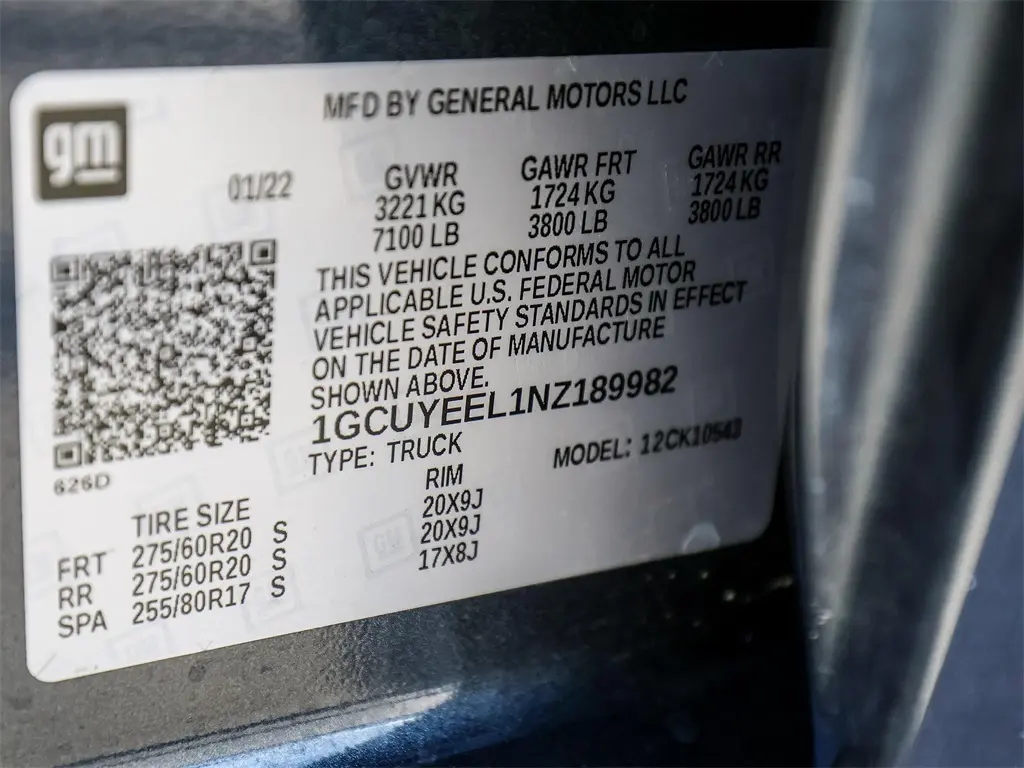 gm
MFD BY GENERAL MOTORS LLC
01/22
GVWR
3221 KG
7100 LB
GAWR FRT
1724 KG
3800 LB
GAWR RR
1724 KG
3800 LB
THIS VEHICLE CONFORMS TO ALL
APPLICABLE U.S. FEDERAL MOTOR
VEHICLE SAFETY STANDARDS IN EFFECT
ON THE DATE OF MANUFACTURE
SHOWN ABOVE.
1GCUYEEL1NZ189982
TYPE: TRUCK
MODEL: 12CK10543
626D
TIRE SIZE RIM
FRT 275/60R20 S 20X9J
RR 275/60R20 S 20X9J
SPA 255/80R17 S 17X8J
GM